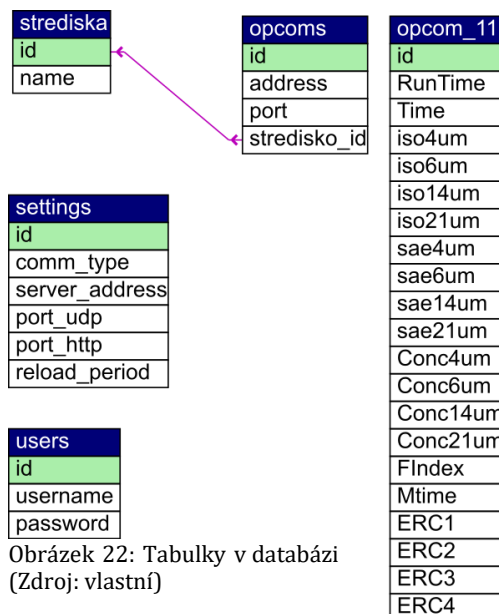 strediska
id
name
opcoms
id
address
port
stredisko_id
opcom_11
id
RunTime
Time
iso4um
iso6um
iso14um
iso21um
sae4um
sae6um
sae14um
sae21um
Conc4um
Conc6um
Conc14um
Conc21um
FIndex
Mtime
ERC1
ERC2
ERC3
ERC4
settings
id
comm_type
server_address
port_udp
port_http
reload_period
users
id
username
password
Obrázek 22: Tabulky v databázi
(Zdroj: vlastní)